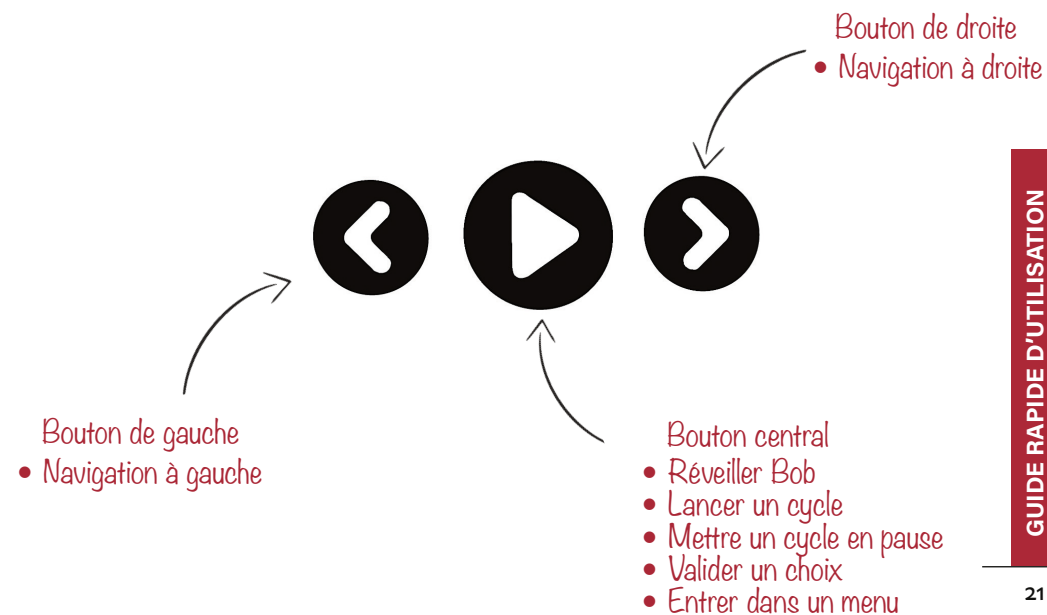 Bouton de droite
• Navigation à droite
Bouton de gauche
• Navigation à gauche
Bouton central
• Réveiller Bob
• Lancer un cycle
• Mettre un cycle en pause
• Valider un choix
• Entrer dans un menu
GUIDE RAPIDE D'UTILISATION
21